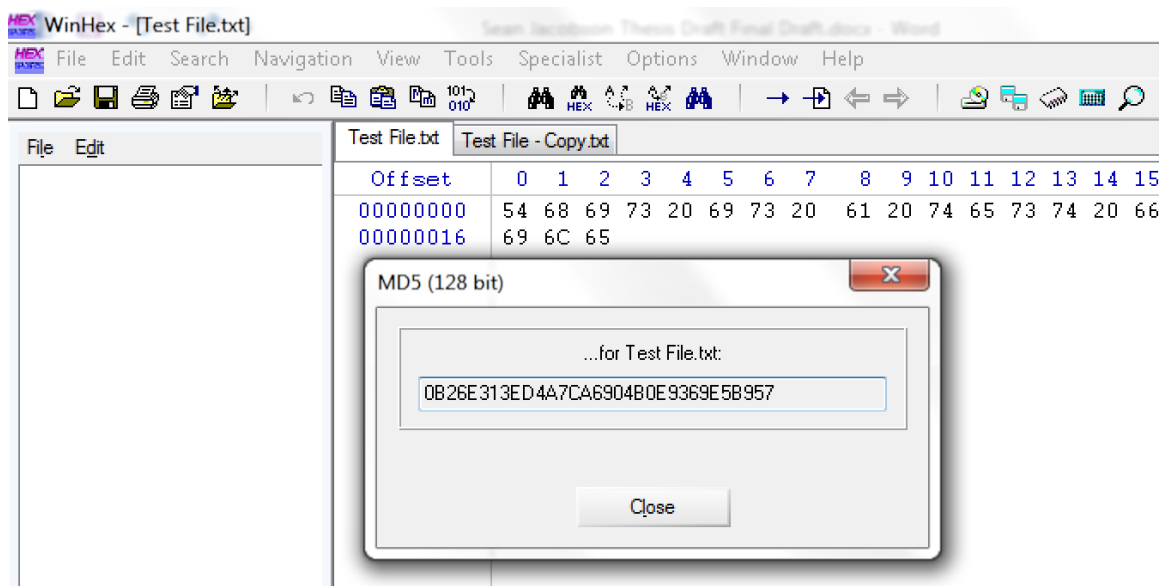 WinHex - [Test File.txt]
Sean Jacobson Thesis Draft Final Draft.docx - Word
File Edit Search Navigation View Tools Specialist Options Window Help
File Edit
Test File.txt Test File - Copy.txt
Offset 0 1 2 3 4 5 6 7 8 9 10 11 12 13 14 15
00000000 54 68 69 73 20 69 73 20 61 20 74 65 73 74 20 66
00000016 69 6C 65
MD5 (128 bit)
...for Test File.txt:
0B26E313ED4A7CA6904B0E9369E5B957
Close